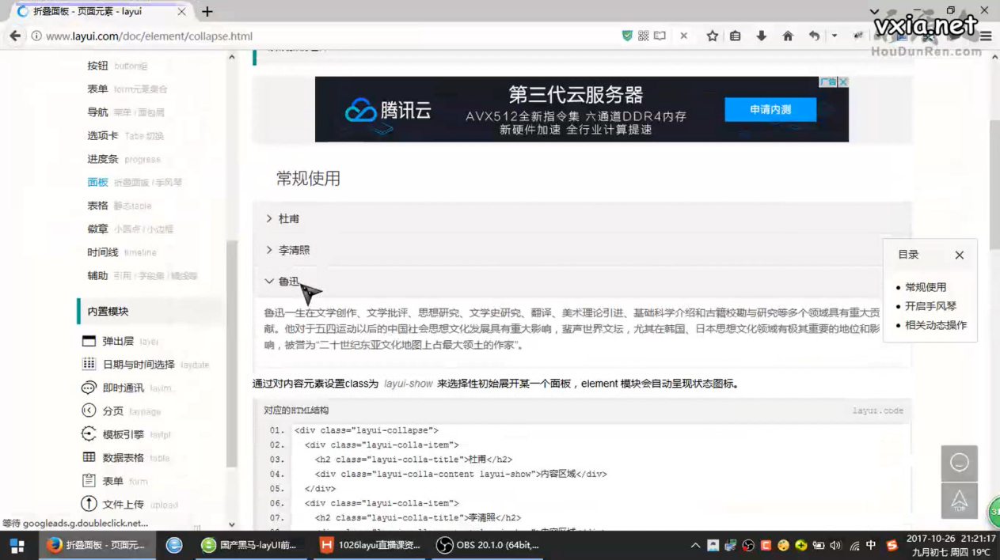 折叠面板 - 页面元素 - layui
www.layui.com/doc/element/collapse.html
vxia.net
HouDunRen.com
按钮 button组
表单 form元素集合
导航 菜单 / 面包屑
选项卡 Tabs 切换
进度条 progress
面板 折叠面板 / 手风琴
表格 静态table
徽章 小圆点 / 小边框
时间线 timeline
辅助 引用 / 字段集 / 横线等
内置模块
弹出层 layer
日期与时间选择 laydate
即时通讯 layim
分页 laypage
模板引擎 laytpl
数据表格 table
表单 form
文件上传 upload
腾讯云
第三代云服务器
AVX512全新指令集 六通道DDR4内存
新硬件加速 全行业计算提速
申请内测
广告
常规使用
杜甫
李清照
鲁迅
鲁迅一生在文学创作、文学批评、思想研究、文学史研究、翻译、美术理论引进、基础科学介绍和古籍校勘与研究等多个领域具有重大贡
献。他对于五四运动以后的中国社会思想文化发展具有重大影响，蜚声世界文坛，尤其在韩国、日本思想文化领域有极其重要的地位和影
响，被誉为“二十世纪东亚文化地图上占最大领土的作家”。
通过对内容元素设置class为 layui-show 来选择性初始展开某一个面板，element 模块会自动呈现状态图标。
对应的HTML结构 layui.code
01. <div class="layui-collapse">
02. <div class="layui-colla-item">
03. <h2 class="layui-colla-title">杜甫</h2>
04. <div class="layui-colla-content layui-show">内容区域</div>
05. </div>
06. <div class="layui-colla-item">
07. <h2 class="layui-colla-title">李清照</h2>
目录
常规使用
开启手风琴
相关动态操作
TOP
31
等待 googleads.g.doubleclick.net...
折叠面板 - 页面元...
国产黑马-layUI前...
1026layui直播课资...
OBS 20.1.0 (64bit,...
中
2017-10-26 21:21:17
九月初七 周四 19℃